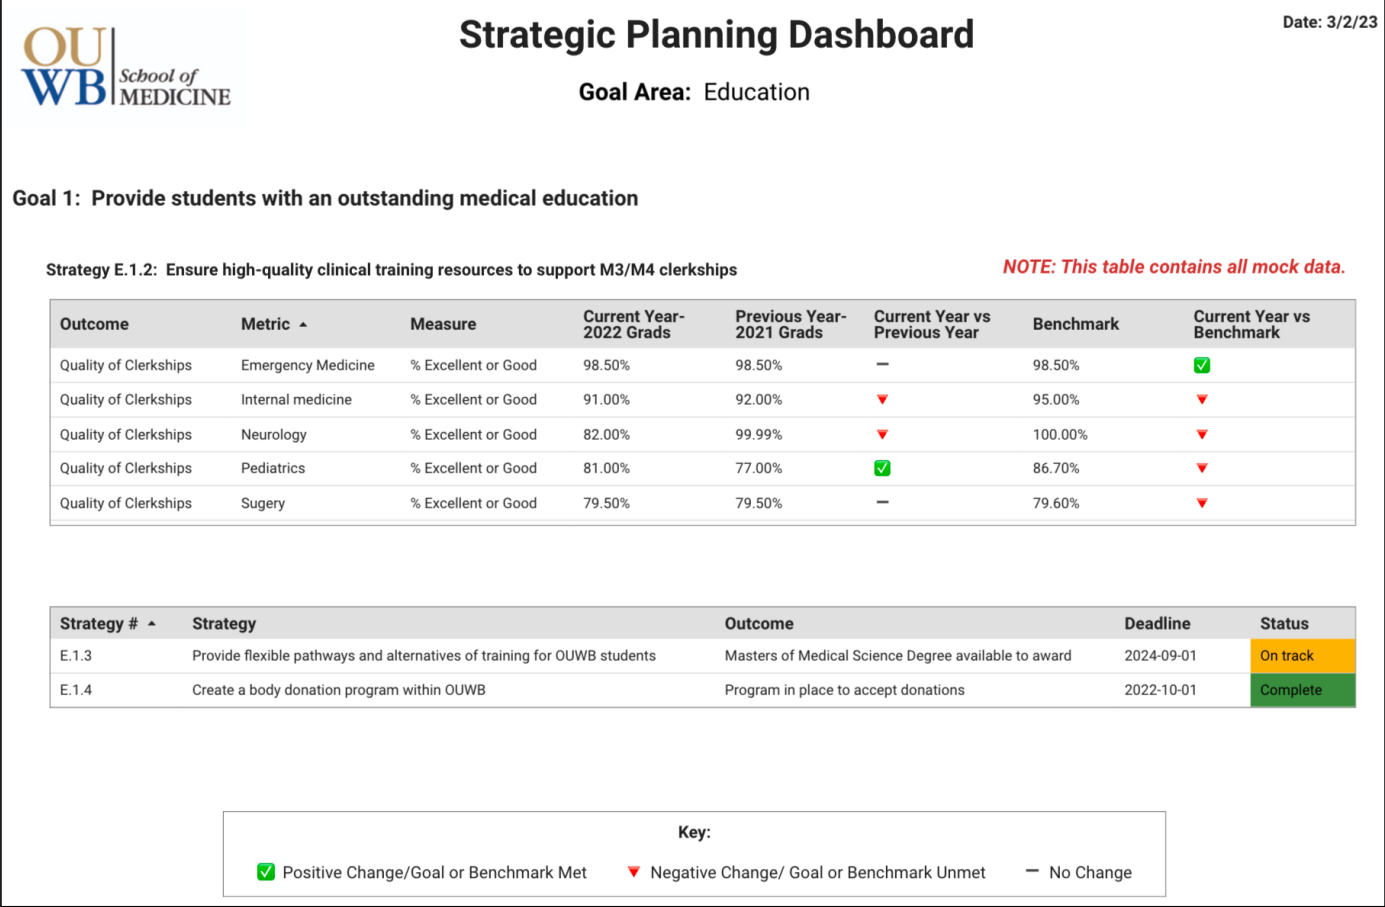 OU
WB
School of
MEDICINE
Strategic Planning Dashboard
Date: 3/2/23
Goal Area: Education
Goal 1: Provide students with an outstanding medical education
Strategy E.1.2: Ensure high-quality clinical training resources to support M3/M4 clerkships
NOTE: This table contains all mock data.
Outcome Metric Measure Current Year-2022 Grads Previous Year-2021 Grads Current Year vs Previous Year Benchmark Current Year vs Benchmark
Quality of Clerkships Emergency Medicine % Excellent or Good 98.50% 98.50% — 98.50% ✅
Quality of Clerkships Internal medicine % Excellent or Good 91.00% 92.00% 🔻 95.00% 🔻
Quality of Clerkships Neurology % Excellent or Good 82.00% 99.99% 🔻 100.00% 🔻
Quality of Clerkships Pediatrics % Excellent or Good 81.00% 77.00% ✅ 86.70% 🔻
Quality of Clerkships Sugery % Excellent or Good 79.50% 79.50% — 79.60% 🔻
Strategy # Strategy Outcome Deadline Status
E.1.3 Provide flexible pathways and alternatives of training for OUWB students Masters of Medical Science Degree available to award 2024-09-01 On track
E.1.4 Create a body donation program within OUWB Program in place to accept donations 2022-10-01 Complete
Key:
✅ Positive Change/Goal or Benchmark Met 🔻 Negative Change/ Goal or Benchmark Unmet — No Change